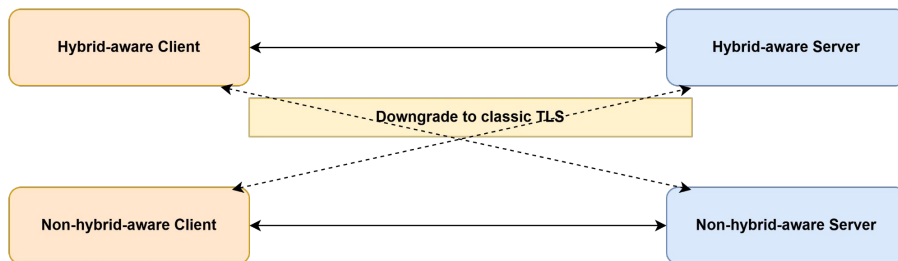 Hybrid-aware Client
Hybrid-aware Server
Downgrade to classic TLS
Non-hybrid-aware Client
Non-hybrid-aware Server